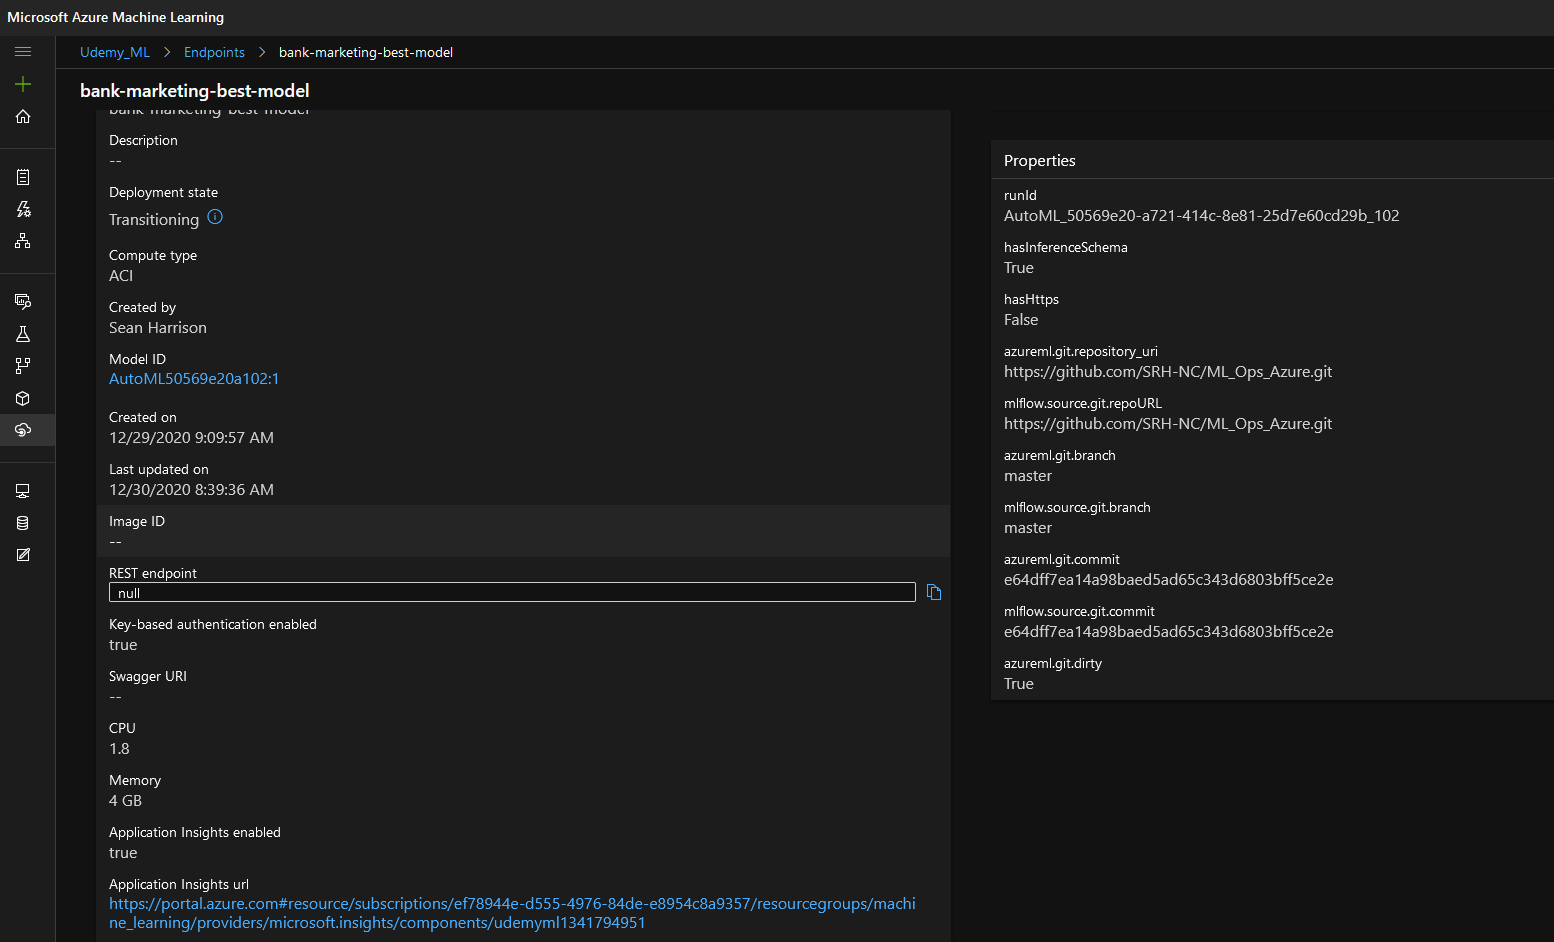 Microsoft Azure Machine Learning
Udemy_ML > Endpoints > bank-marketing-best-model
bank-marketing-best-model
bank-marketing-best-model
Description
--
Deployment state
Transitioning
Compute type
ACI
Created by
Sean Harrison
Model ID
AutoML50569e20a102:1
Created on
12/29/2020 9:09:57 AM
Last updated on
12/30/2020 8:39:36 AM
Image ID
--
REST endpoint
null
Key-based authentication enabled
true
Swagger URI
--
CPU
1.8
Memory
4 GB
Application Insights enabled
true
Application Insights url
https://portal.azure.com#resource/subscriptions/ef78944e-d555-4976-84de-e8954c8a9357/resourcegroups/machi
ne_learning/providers/microsoft.insights/components/udemyml1341794951
Properties
runId
AutoML_50569e20-a721-414c-8e81-25d7e60cd29b_102
hasInferenceSchema
True
hasHttps
False
azureml.git.repository_uri
https://github.com/SRH-NC/ML_Ops_Azure.git
mlflow.source.git.repoURL
https://github.com/SRH-NC/ML_Ops_Azure.git
azureml.git.branch
master
mlflow.source.git.branch
master
azureml.git.commit
e64dff7ea14a98baed5ad65c343d6803bff5ce2e
mlflow.source.git.commit
e64dff7ea14a98baed5ad65c343d6803bff5ce2e
azureml.git.dirty
True